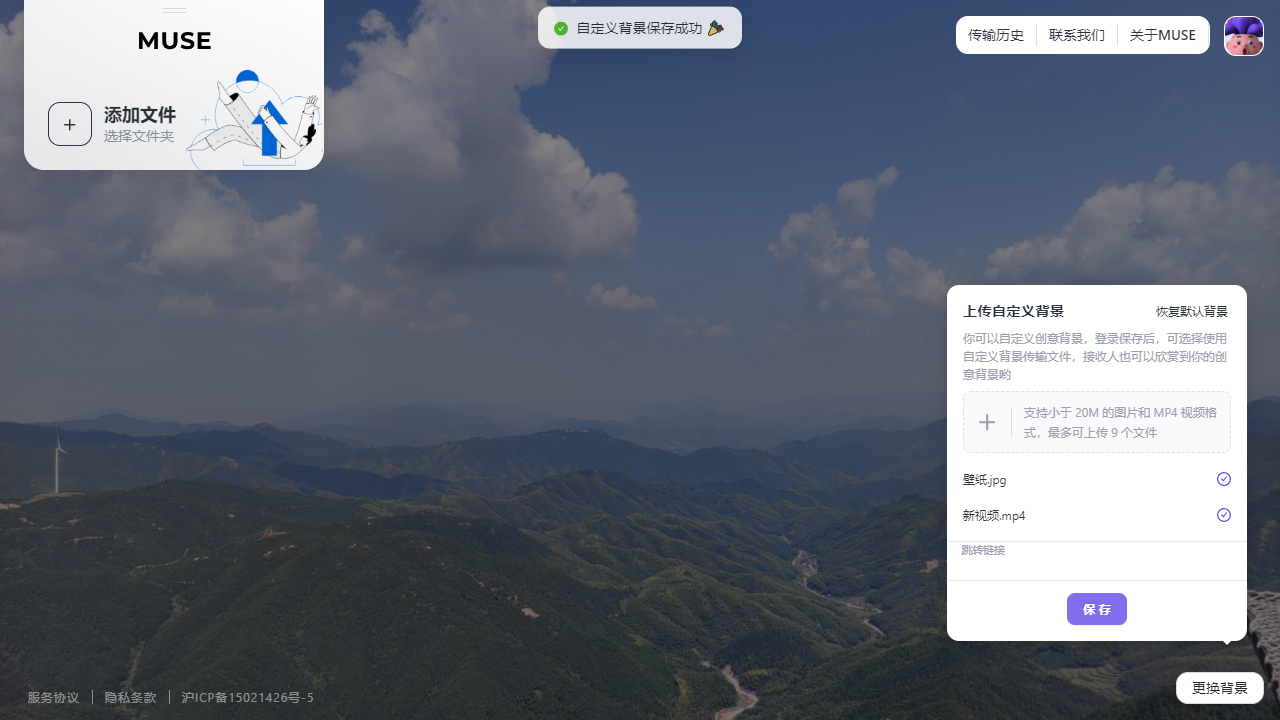 MUSE
添加文件
选择文件夹
自定义背景保存成功
传输历史
联系我们
关于MUSE
上传自定义背景
恢复默认背景
你可以自定义创意背景，登录保存后，可选择使用
自定义背景传输文件，接收人也可以欣赏到你的创
意背景哟
支持小于 20M 的图片和 MP4 视频格
式，最多可上传 9 个文件
壁纸.jpg
新视频.mp4
跳转链接
保存
更换背景
服务协议
隐私条款
沪ICP备15021426号-5